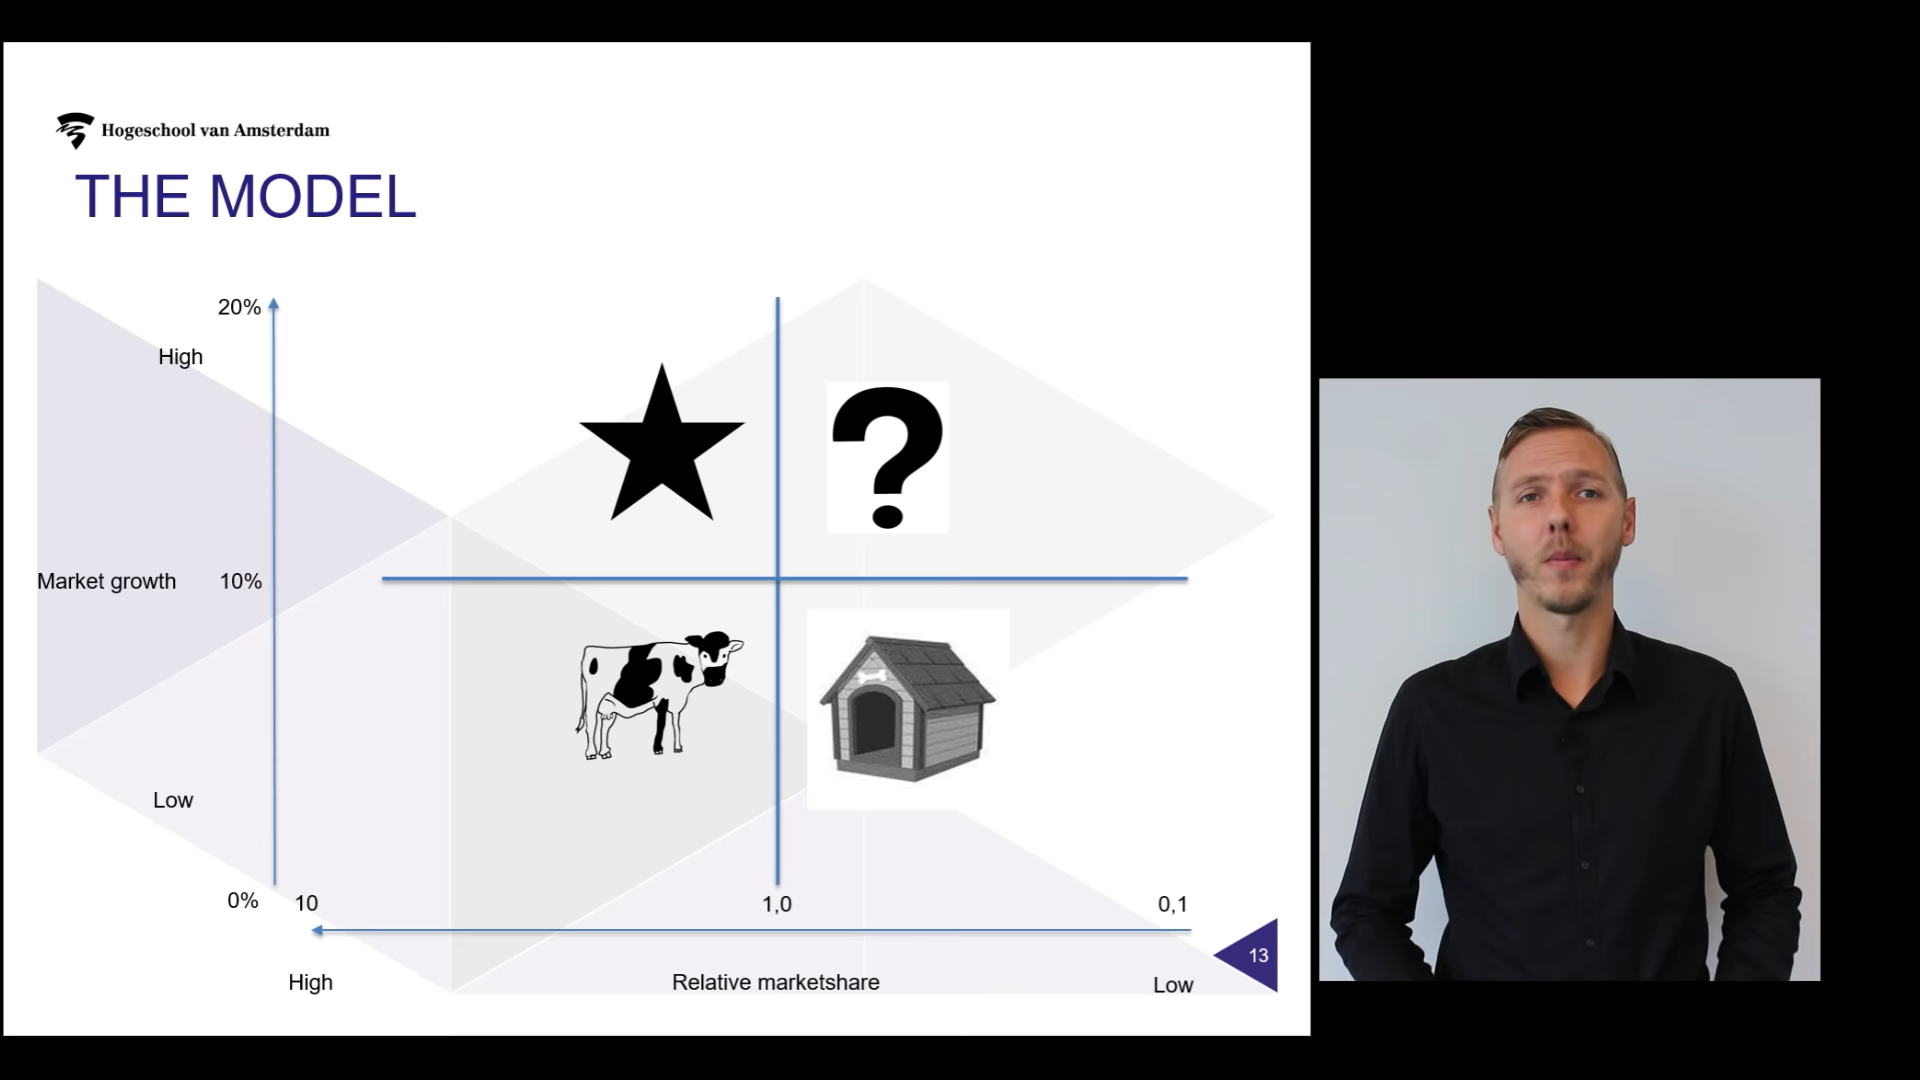 Hogeschool van Amsterdam
THE MODEL
20%
High
?
Market growth 10%
Low
0%
10 1,0 0,1
13
High Relative marketshare Low